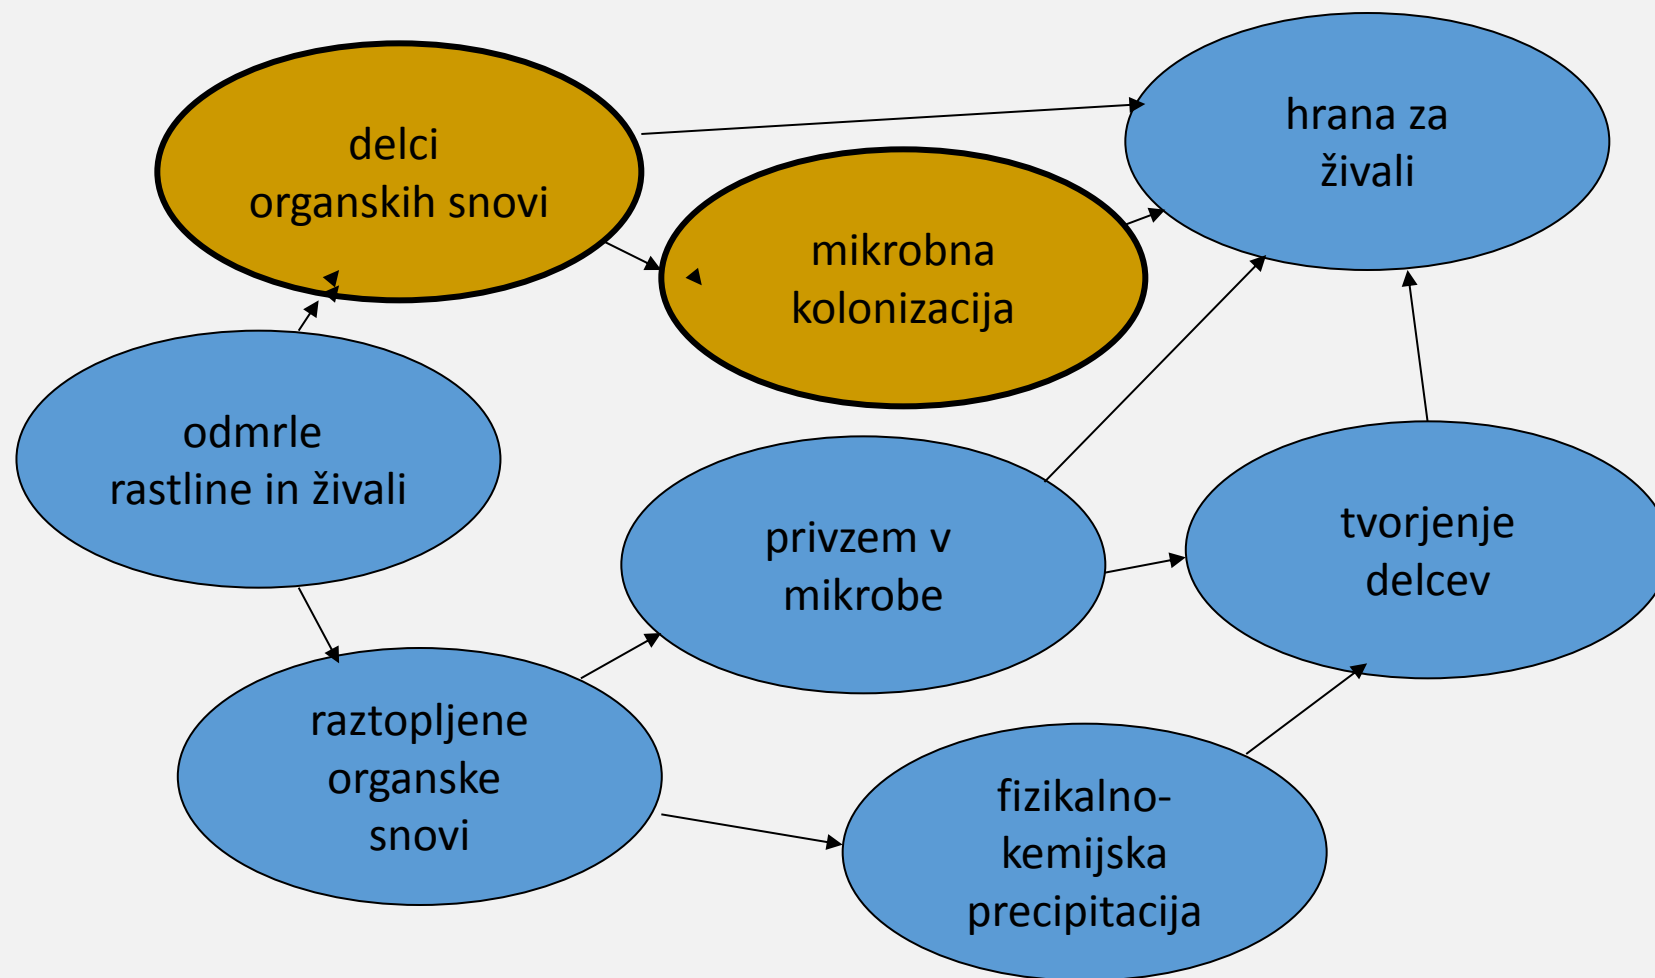 delci
organskih snovi
hrana za
živali
mikrobna
kolonizacija
odmrle
rastline in živali
privzem v
mikrobe
tvorjenje
delcev
raztopljene
organske
snovi
fizikalno-
kemijska
precipitacija